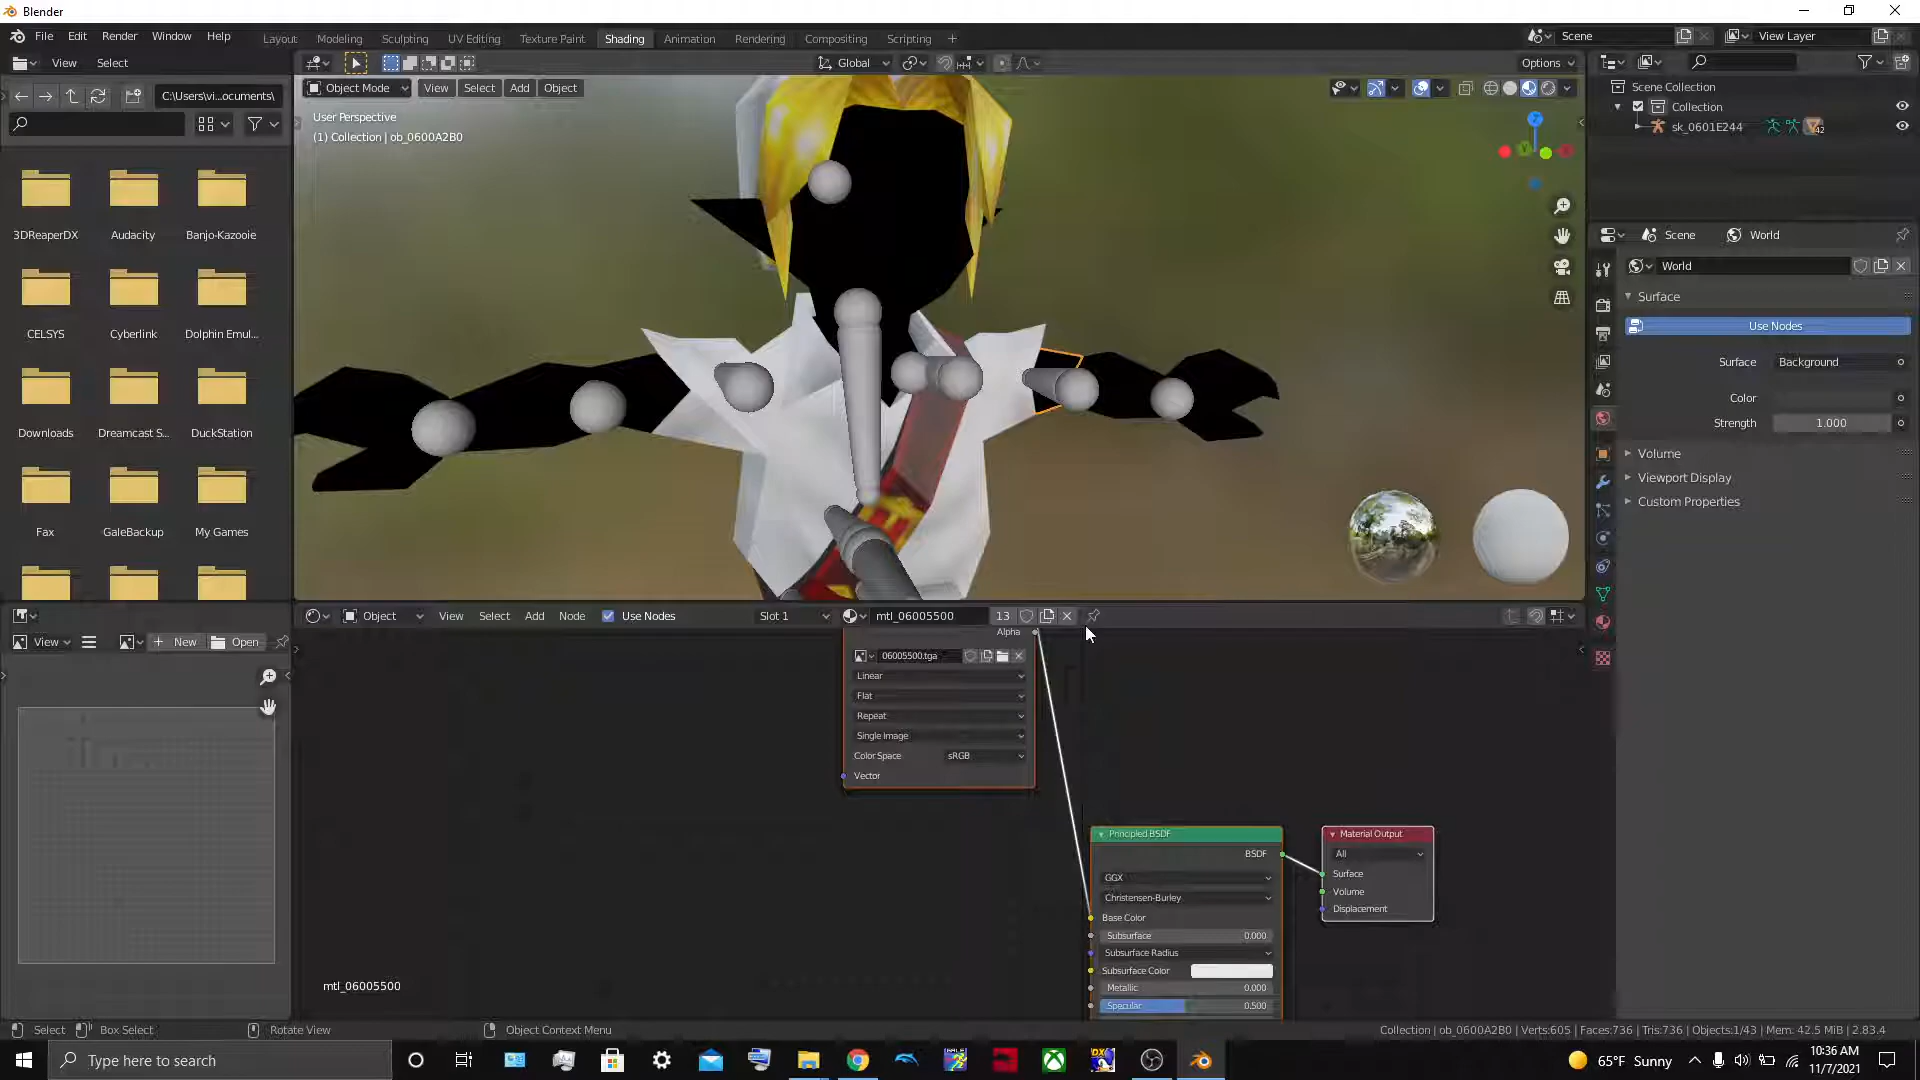 Blender
File Edit Render Window Help
Layout Modeling Sculpting UV Editing Texture Paint Shading Animation Rendering Compositing Scripting +
Scene View Layer
View Select
Global
Options
C:\Users\vi...ocuments\
Object Mode View Select Add Object
User Perspective
(1) Collection | ob_0600A2B0
Z
Y
Scene Collection
Collection
sk_0601E244 42
3DReaperDX Audacity Banjo-Kazooie
CELSYS Cyberlink Dolphin Emul...
Downloads Dreamcast S... DuckStation
Fax GaleBackup My Games
Scene World
World
Surface
Use Nodes
Surface Background
Color
Strength 1.000
Volume
Viewport Display
Custom Properties
View New Open
Object View Select Add Node Use Nodes Slot 1 mtl_06005500 13
Alpha
06005500.tga
Linear
Flat
Repeat
Single Image
Color Space sRGB
Vector
Principled BSDF
BSDF
GGX
Christensen-Burley
Base Color
Subsurface 0.000
Subsurface Radius
Subsurface Color
Metallic 0.000
Specular 0.500
Material Output
All
Surface
Volume
Displacement
mtl_06005500
Select Box Select Rotate View Object Context Menu
Collection | ob_0600A2B0 | Verts:605 | Faces:736 | Tris:736 | Objects:1/43 | Mem: 42.5 MiB | 2.83.4
Type here to search
65°F Sunny
10:36 AM
11/7/2021